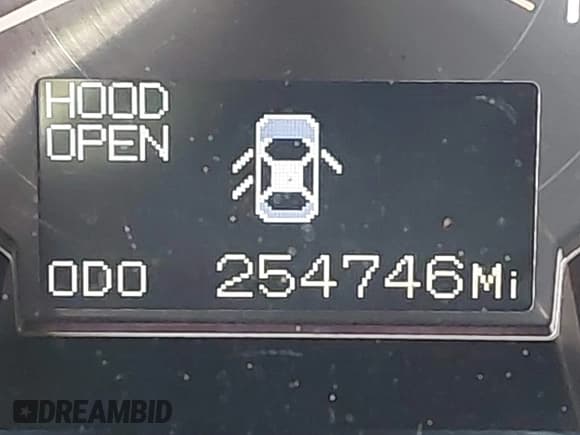 HOOD
OPEN
ODO 254746Mi
DREAMBID